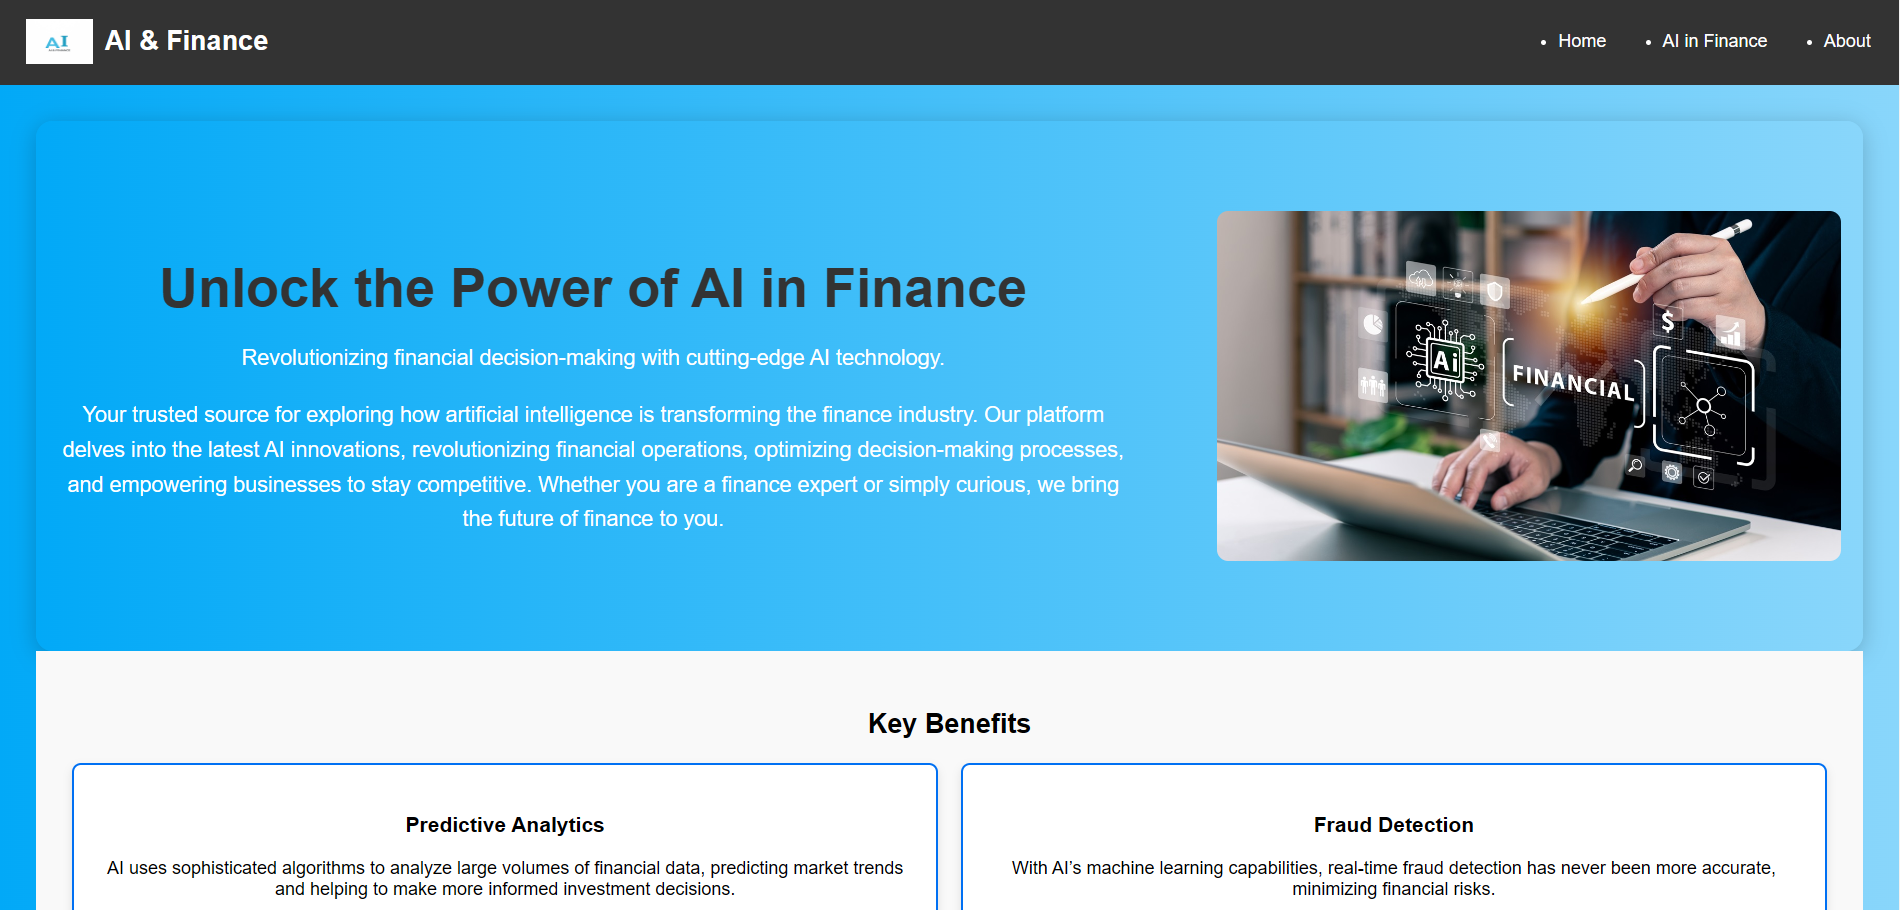 AI
AI & Finance
Home
AI in Finance
About
Unlock the Power of AI in Finance
Revolutionizing financial decision-making with cutting-edge AI technology.
Your trusted source for exploring how artificial intelligence is transforming the finance industry. Our platform
delves into the latest AI innovations, revolutionizing financial operations, optimizing decision-making processes,
and empowering businesses to stay competitive. Whether you are a finance expert or simply curious, we bring
the future of finance to you.
Ai
FINANCIAL
$
Key Benefits
Predictive Analytics
AI uses sophisticated algorithms to analyze large volumes of financial data, predicting market trends
and helping to make more informed investment decisions.
Fraud Detection
With AI’s machine learning capabilities, real-time fraud detection has never been more accurate,
minimizing financial risks.